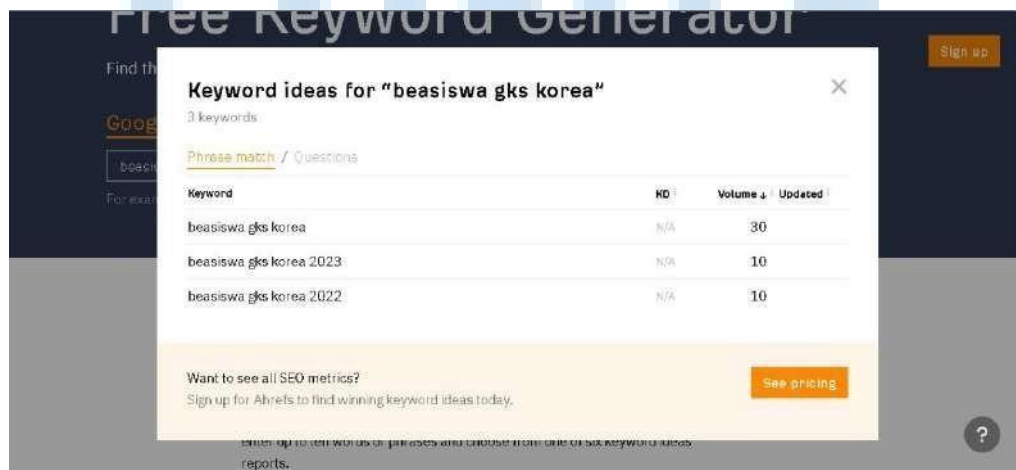 Free Keyword Generator
Sign up
Find th
Keyword ideas for "beasiswa gks korea"
3 keywords
Goog
Phrase match / Questions
For exam
Keyword KD i Volume ↓ i Updated i
beasiswa gks korea N/A 30
beasiswa gks korea 2023 N/A 10
beasiswa gks korea 2022 N/A 10
Want to see all SEO metrics?
See pricing
Sign up for Ahrefs to find winning keyword ideas today.
?
enter up to ten words or phrases and choose from one of six keyword ideas
reports.